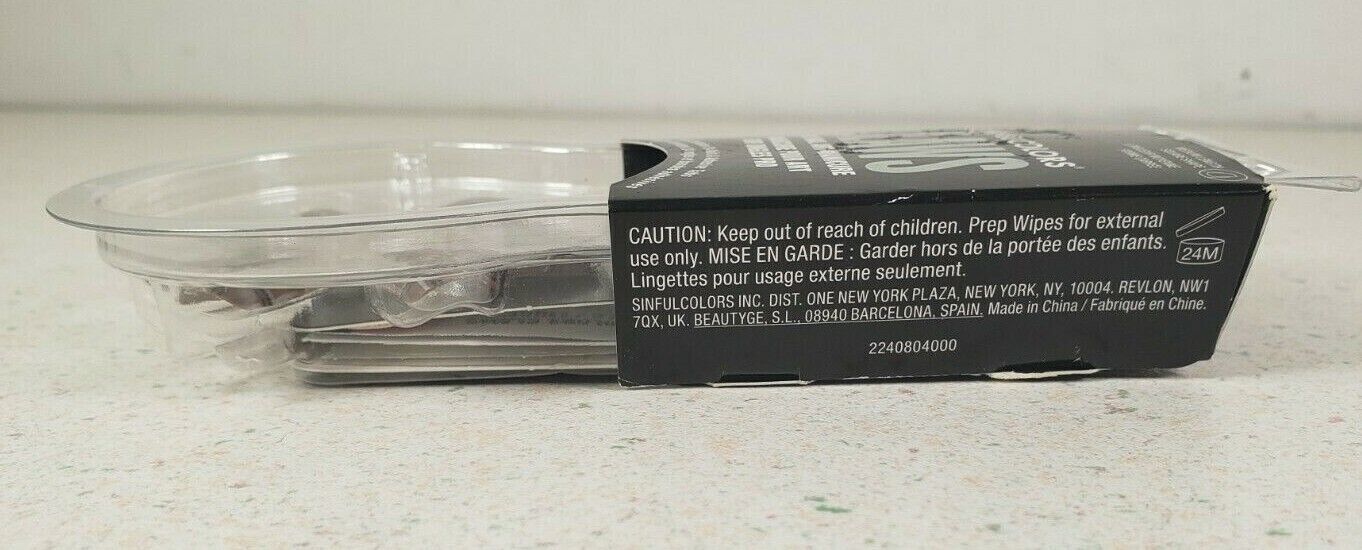 CAUTION: Keep out of reach of children. Prep Wipes for external
use only. MISE EN GARDE : Garder hors de la portée des enfants.
Lingettes pour usage externe seulement.
SINFULCOLORS INC. DIST. ONE NEW YORK PLAZA, NEW YORK, NY, 10004. REVLON, NW1
7QX, UK. BEAUTYGE, S.L., 08940 BARCELONA, SPAIN. Made in China / Fabriqué en Chine.
2240804000
24M